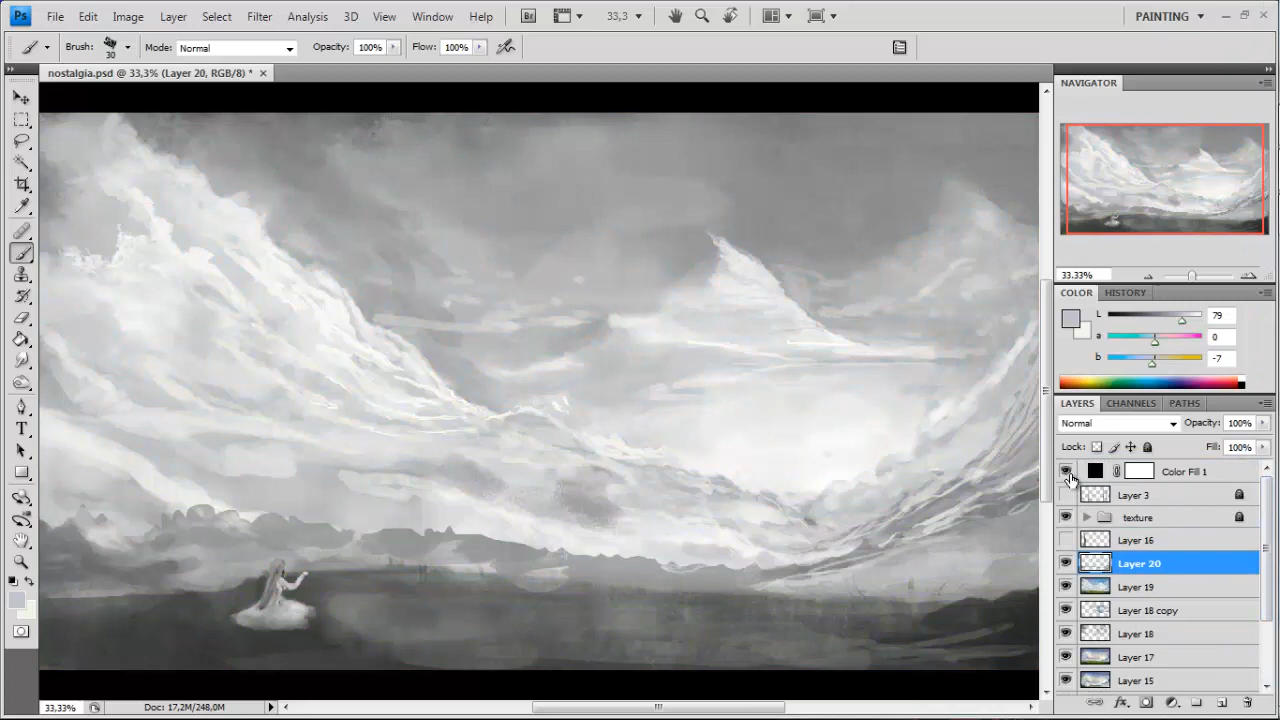 Ps File Edit Image Layer Select Filter Analysis 3D View Window Help Br 33,3 PAINTING
Brush: 30 Mode: Normal Opacity: 100% Flow: 100%
nostalgia.psd @ 33,3% (Layer 20, RGB/8) *
NAVIGATOR
33.33%
COLOR HISTORY
L 79
a 0
b -7
LAYERS CHANNELS PATHS
Normal Opacity: 100%
Lock: Fill: 100%
Color Fill 1
Layer 3
texture
Layer 16
Layer 20
Layer 19
Layer 18 copy
Layer 18
Layer 17
Layer 15
33,33% Doc: 17,2M/248,0M